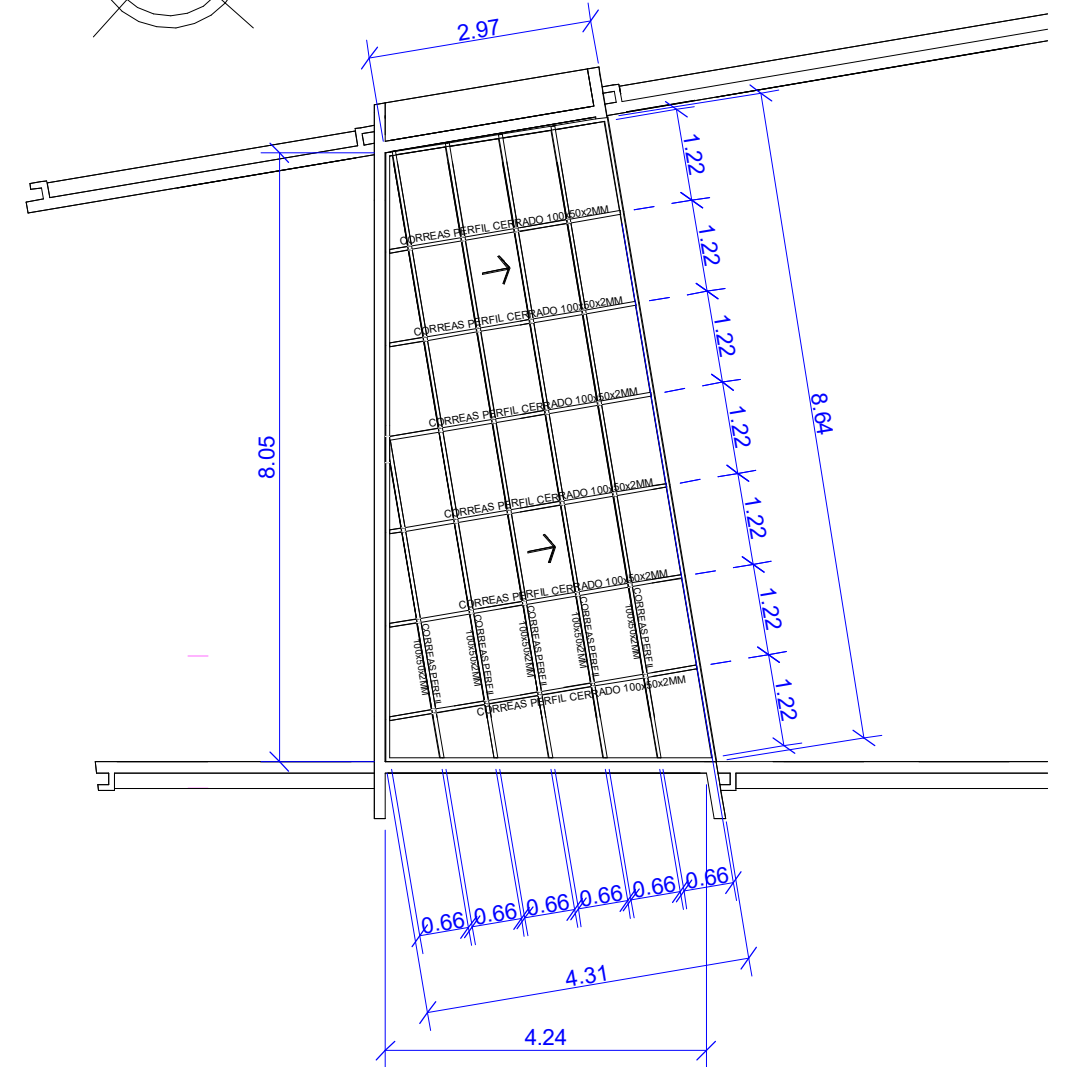 2.97
1.22
1.22
1.22
1.22
1.22
1.22
1.22
8.64
8.05
CORREAS PERFIL CERRADO 100x50x2MM
CORREAS PERFIL CERRADO 100x50x2MM
CORREAS PERFIL CERRADO 100x50x2MM
CORREAS PERFIL CERRADO 100x50x2MM
CORREAS PERFIL CERRADO 100x50x2MM
CORREAS PERFIL
100x50x2MM
CORREAS PERFIL
100x50x2MM
CORREAS PERFIL
100x50x2MM
CORREAS PERFIL
100x50x2MM
CORREAS PERFIL
100x50x2MM
CORREAS PERFIL CERRADO 100x50x2MM
0.66
0.66
0.66
0.66
0.66
0.66
4.31
4.24